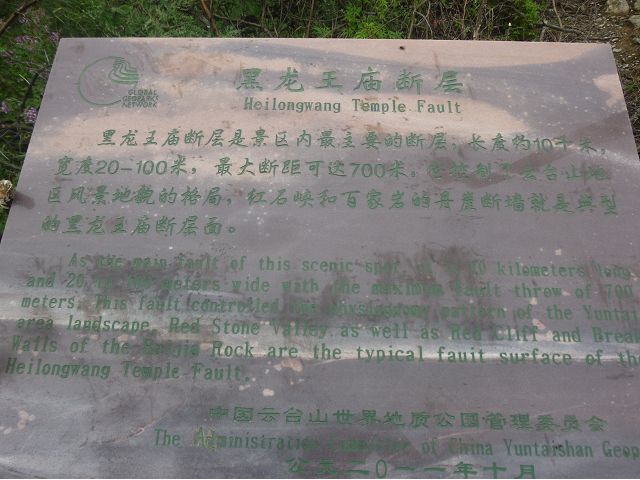 GLOBAL
GEOPARKS
NETWORK
黑龙王庙断层
Heilongwang Temple Fault
黑龙王庙断层是景区内最主要的断层，长度约10千米，
宽度20-100米，最大断距可达700米。它控制了云台山地
区风景地貌的格局，红石峡和百家岩的丹崖断墙就是典型
的黑龙王庙断层面。
As the main fault of this scenic spot, it is 10 kilometers long
and 20 to 100 meters wide with the maximum fault throw of 700
meters. This fault controlled the physiognomy pattern of the Yuntai
area landscape. Red Stone Valley as well as Red Cliff and Break
Walls of the Baijia Rock are the typical fauit surface of the
Heilongwang Temple Fault.
中国云台山世界地质公园管理委员会
The Administration Committee of China Yuntaishan Geop
公元二0一一年十月